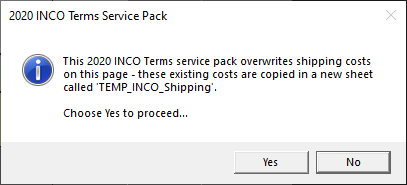 2020 INCO Terms Service Pack
This 2020 INCO Terms service pack overwrites shipping costs
on this page - these existing costs are copied in a new sheet
called 'TEMP_INCO_Shipping'.
Choose Yes to proceed...
Yes
No